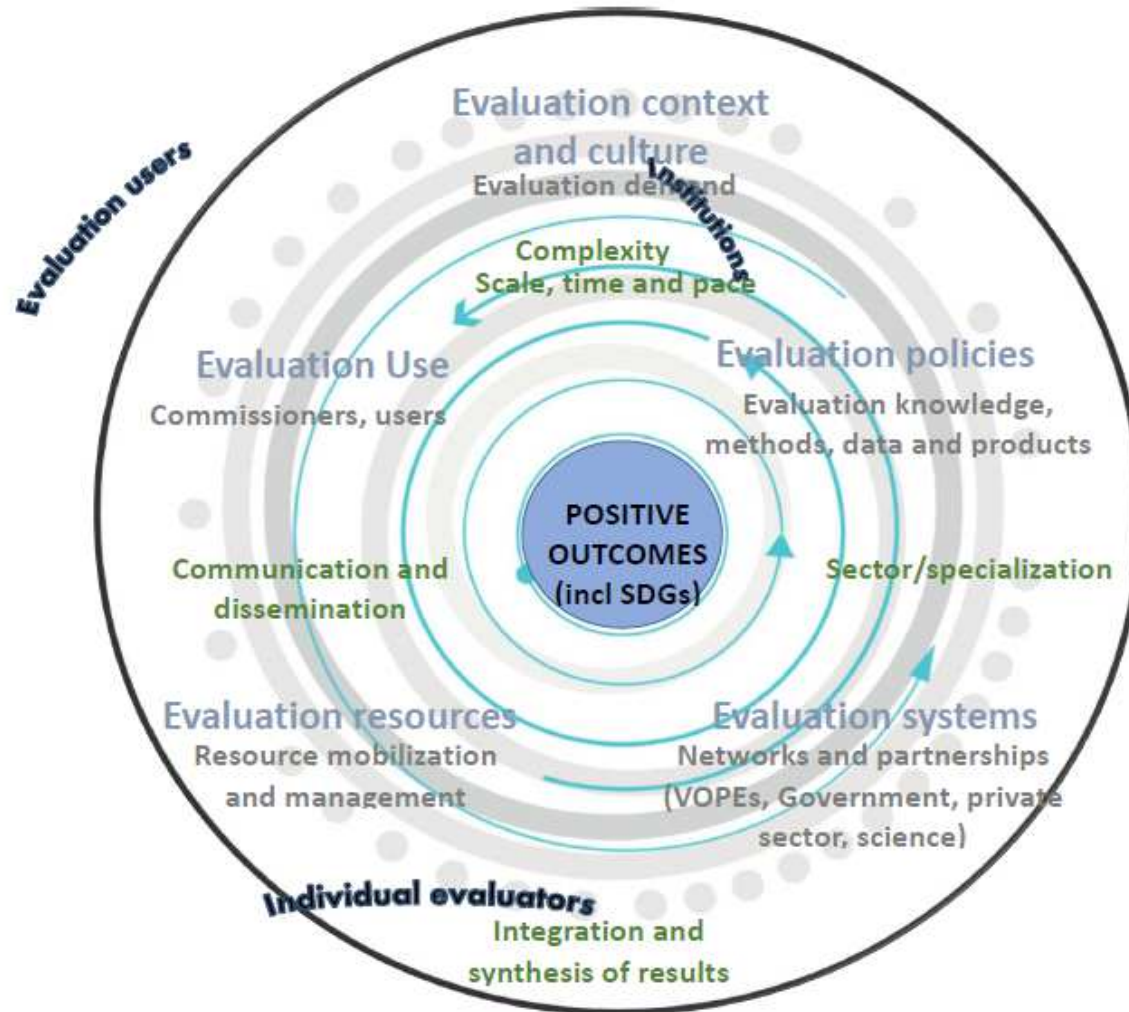 Evaluation context
and culture
Evaluation demand
Institutions
Evaluation users
Complexity
Scale, time and pace
Evaluation Use
Commissioners, users
Evaluation policies
Evaluation knowledge,
methods, data and products
POSITIVE
OUTCOMES
(incl SDGs)
Communication and
dissemination
Sector/specialization
Evaluation resources
Resource mobilization
and management
Evaluation systems
Networks and partnerships
(VOPEs, Government, private
sector, science)
Individual evaluators
Integration and
synthesis of results